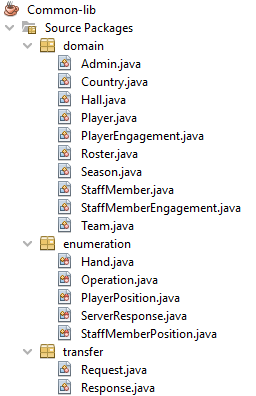 Common-lib
Source Packages
domain
Admin.java
Country.java
Hall.java
Player.java
PlayerEngagement.java
Roster.java
Season.java
StaffMember.java
StaffMemberEngagement.java
Team.java
enumeration
Hand.java
Operation.java
PlayerPosition.java
ServerResponse.java
StaffMemberPosition.java
transfer
Request.java
Response.java